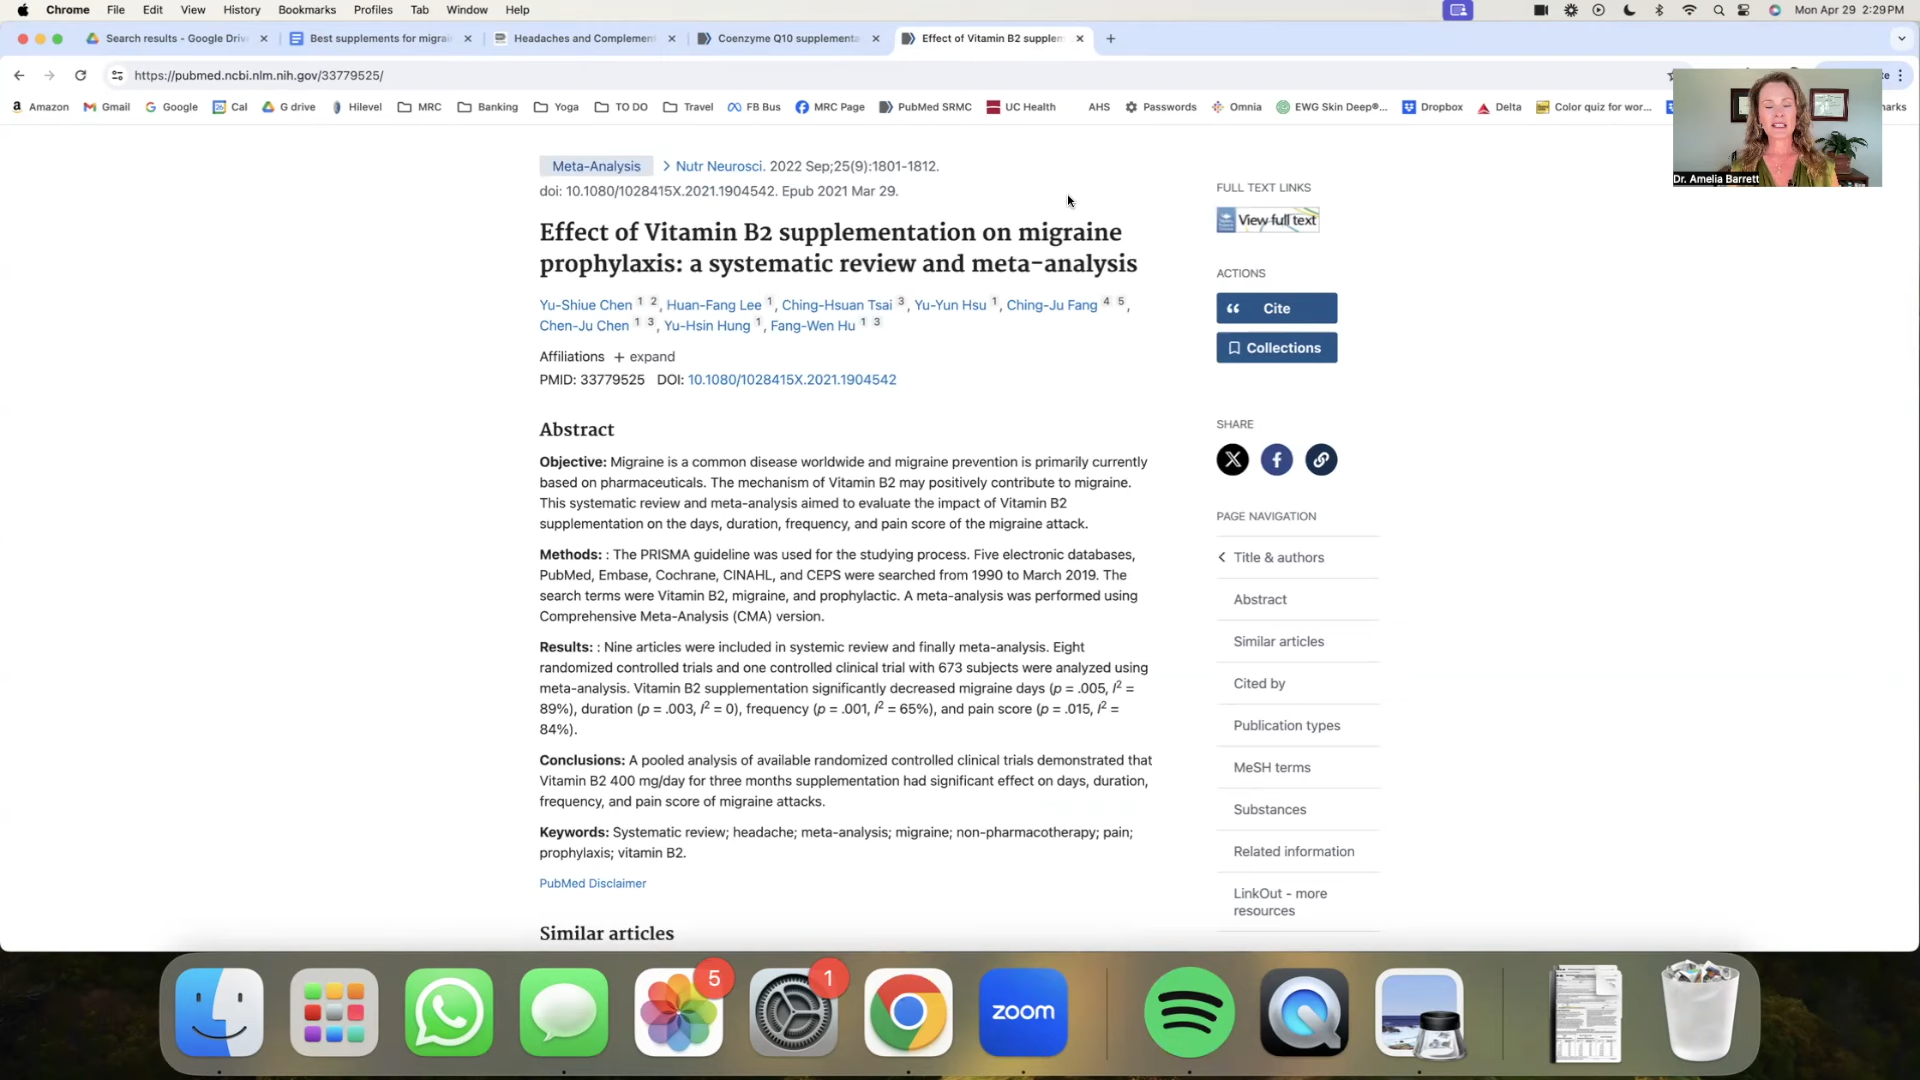 Chrome File Edit View History Bookmarks Profiles Tab Window Help Mon Apr 29 2:29 PM
Search results - Google Driv Best supplements for migrai Headaches and Complemen Coenzyme Q10 supplementa Effect of Vitamin B2 supplem
https://pubmed.ncbi.nlm.nih.gov/33779525/
Amazon Gmail Google Cal G drive Hilevel MRC Banking Yoga TO DO Travel FB Bus MRC Page PubMed SRMC UC Health AHS Passwords Omnia EWG Skin Deep®... Dropbox Delta Color quiz for wor...
Dr. Amelia Barrett
Meta-Analysis Nutr Neurosci. 2022 Sep;25(9):1801-1812.
doi: 10.1080/1028415X.2021.1904542. Epub 2021 Mar 29.
Effect of Vitamin B2 supplementation on migraine
prophylaxis: a systematic review and meta-analysis
Yu-Shiue Chen 1 2, Huan-Fang Lee 1, Ching-Hsuan Tsai 3, Yu-Yun Hsu 1, Ching-Ju Fang 4 5,
Chen-Ju Chen 1 3, Yu-Hsin Hung 1, Fang-Wen Hu 1 3
Affiliations + expand
PMID: 33779525 DOI: 10.1080/1028415X.2021.1904542
Abstract
Objective: Migraine is a common disease worldwide and migraine prevention is primarily currently
based on pharmaceuticals. The mechanism of Vitamin B2 may positively contribute to migraine.
This systematic review and meta-analysis aimed to evaluate the impact of Vitamin B2
supplementation on the days, duration, frequency, and pain score of the migraine attack.
Methods: : The PRISMA guideline was used for the studying process. Five electronic databases,
PubMed, Embase, Cochrane, CINAHL, and CEPS were searched from 1990 to March 2019. The
search terms were Vitamin B2, migraine, and prophylactic. A meta-analysis was performed using
Comprehensive Meta-Analysis (CMA) version.
Results: : Nine articles were included in systemic review and finally meta-analysis. Eight
randomized controlled trials and one controlled clinical trial with 673 subjects were analyzed using
meta-analysis. Vitamin B2 supplementation significantly decreased migraine days (p = .005, I2 =
89%), duration (p = .003, I2 = 0), frequency (p = .001, I2 = 65%), and pain score (p = .015, I2 =
84%).
Conclusions: A pooled analysis of available randomized controlled clinical trials demonstrated that
Vitamin B2 400 mg/day for three months supplementation had significant effect on days, duration,
frequency, and pain score of migraine attacks.
Keywords: Systematic review; headache; meta-analysis; migraine; non-pharmacotherapy; pain;
prophylaxis; vitamin B2.
PubMed Disclaimer
Similar articles
FULL TEXT LINKS
View full text
ACTIONS
Cite
Collections
SHARE
PAGE NAVIGATION
Title & authors
Abstract
Similar articles
Cited by
Publication types
MeSH terms
Substances
Related information
LinkOut - more
resources
5
1
zoom